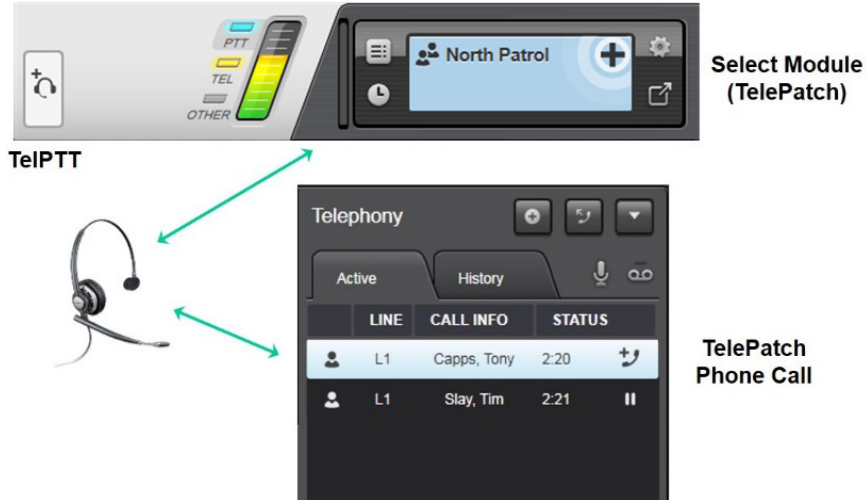 PTT
TEL
OTHER
North Patrol
Select Module
(TelePatch)
TelPTT
Telephony
Active
History
LINE CALL INFO STATUS
L1 Capps, Tony 2:20
L1 Slay, Tim 2:21
TelePatch
Phone Call